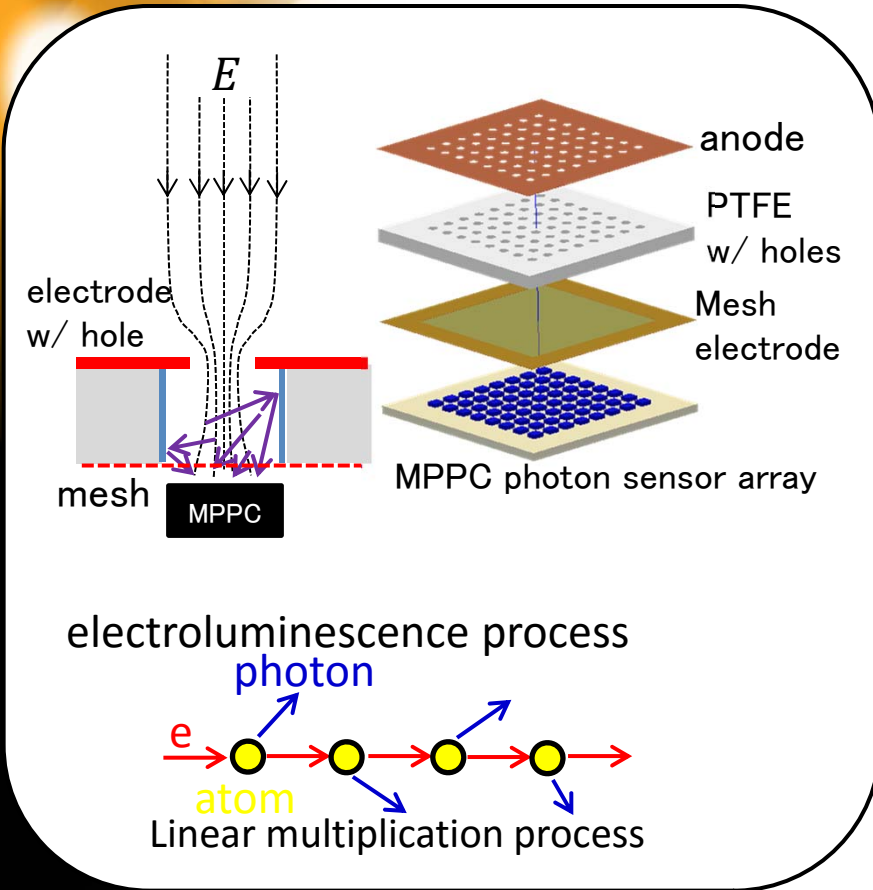 E
electrode
w/ hole
mesh
MPPC
anode
PTFE
w/ holes
Mesh
electrode
MPPC photon sensor array
electroluminescence process
photon
e
atom
Linear multiplication process